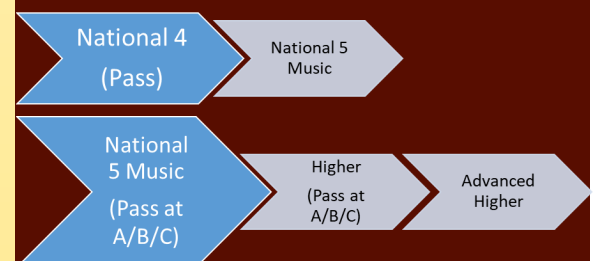 National 4
(Pass)
National 5
Music
National
5 Music
(Pass at
A/B/C)
Higher
(Pass at
A/B/C)
Advanced
Higher